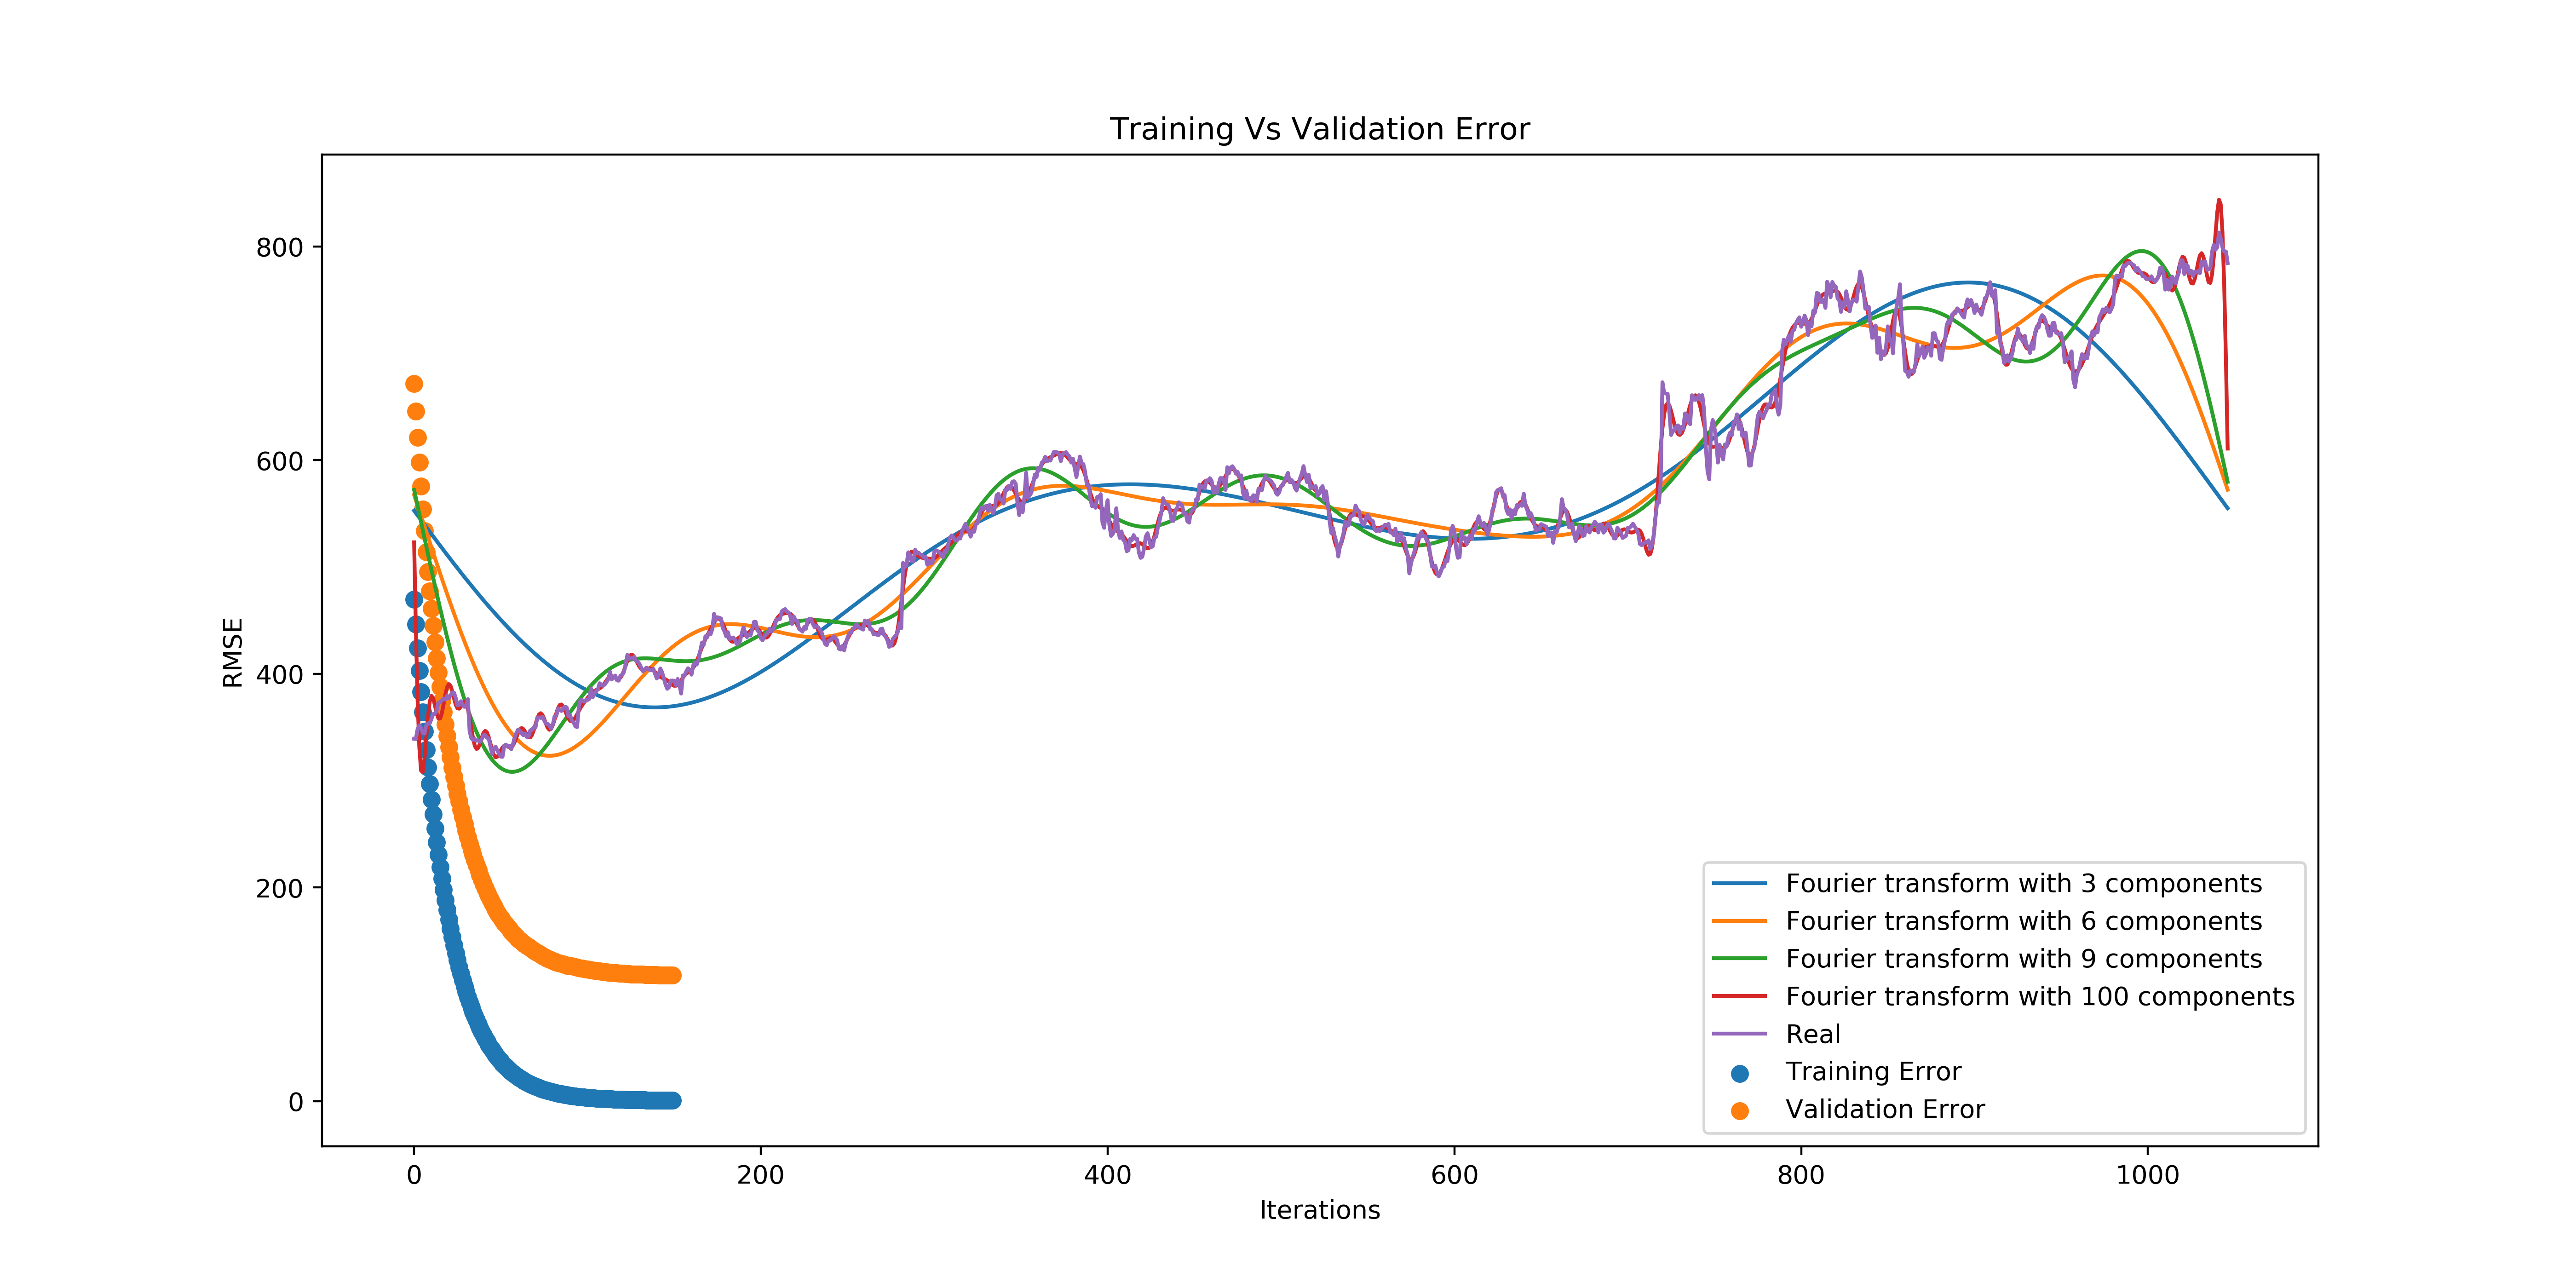 Training Vs Validation Error
RMSE
800
600
400
200
0
0 200 400 600 800 1000
Iterations
Fourier transform with 3 components
Fourier transform with 6 components
Fourier transform with 9 components
Fourier transform with 100 components
Real
Training Error
Validation Error